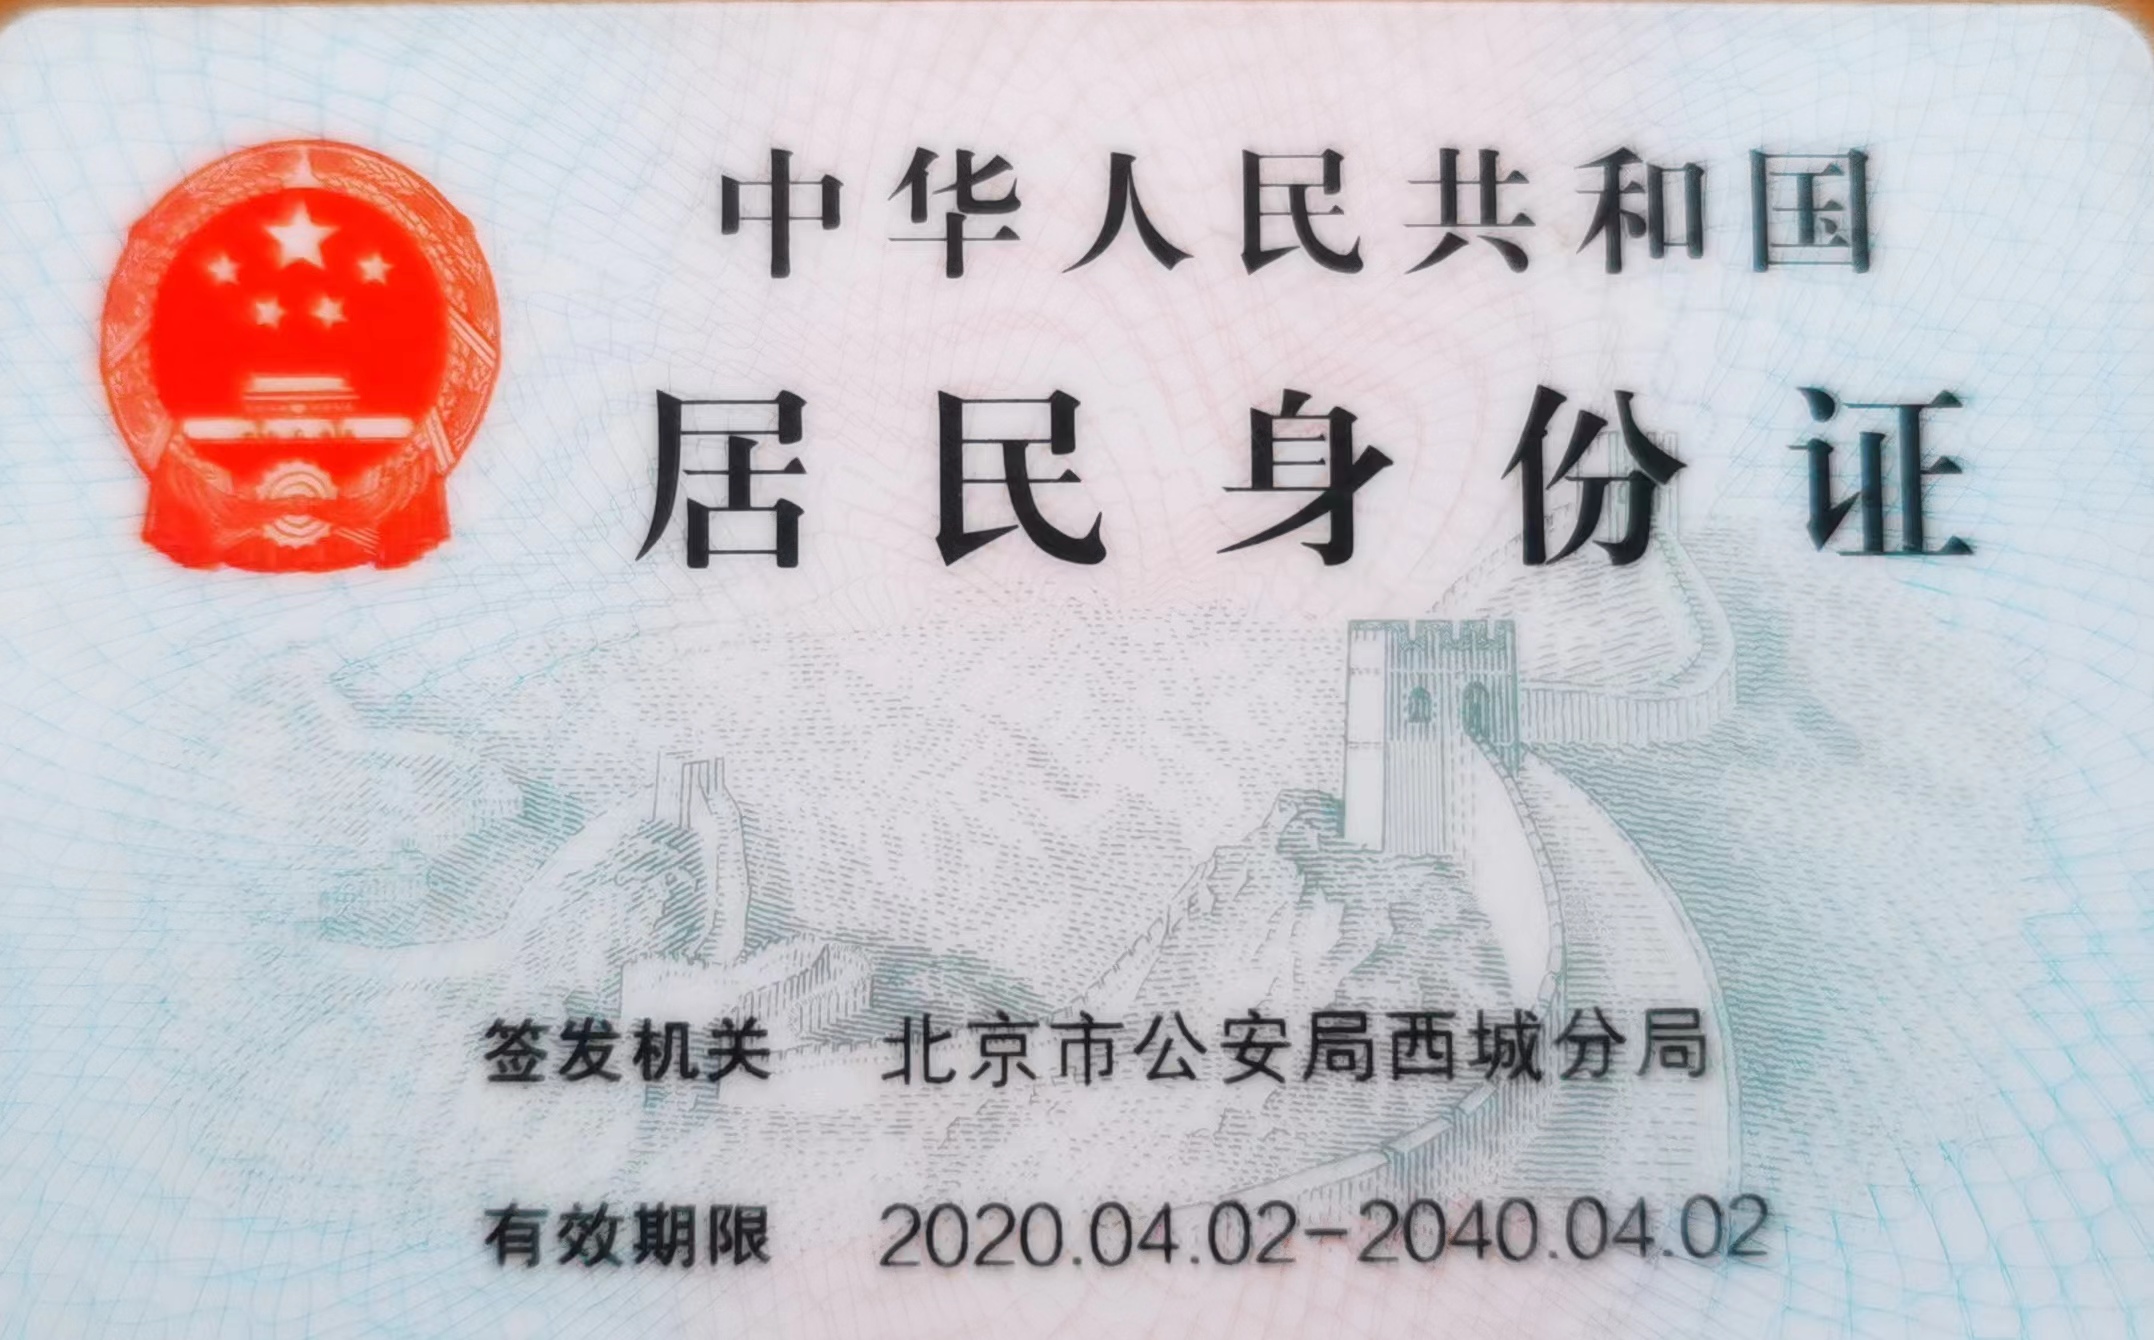 中华人民共和国
居民身份证
签发机关 北京市公安局西城分局
有效期限 2020.04.02-2040.04.02